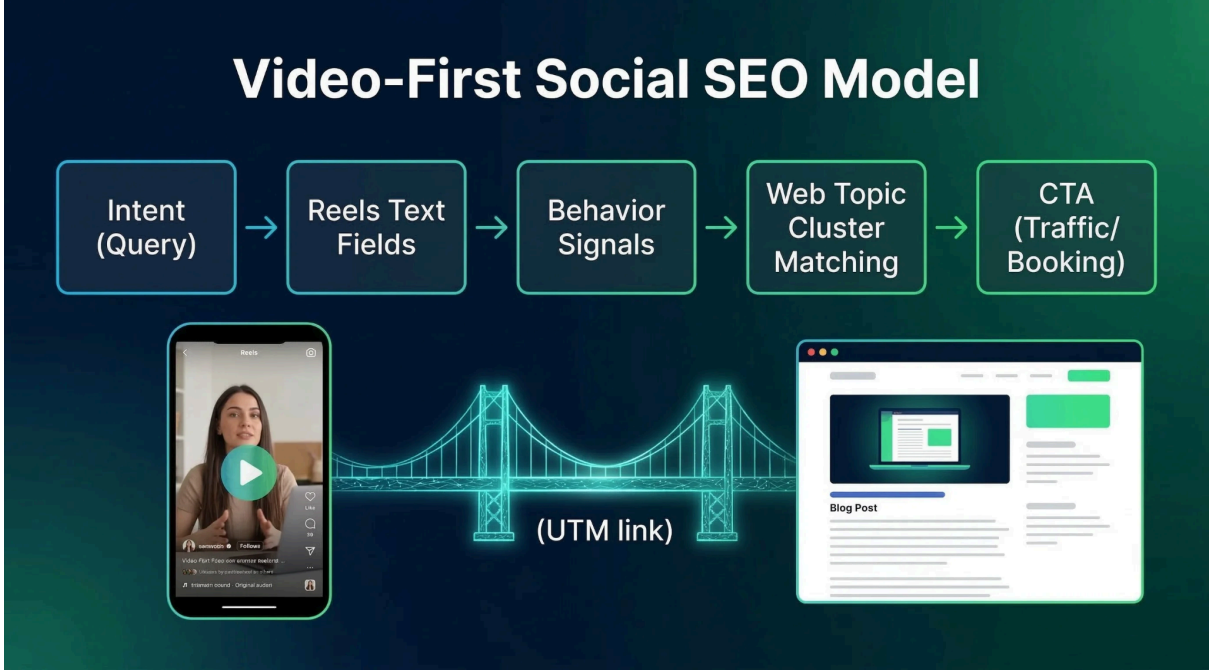 Video-First Social SEO Model
Intent
(Query)
Reels Text
Fields
Behavior
Signals
Web Topic
Cluster
Matching
CTA
(Traffic/
Booking)
Reels
Like
Follows
Original
(UTM link)
Blog Post